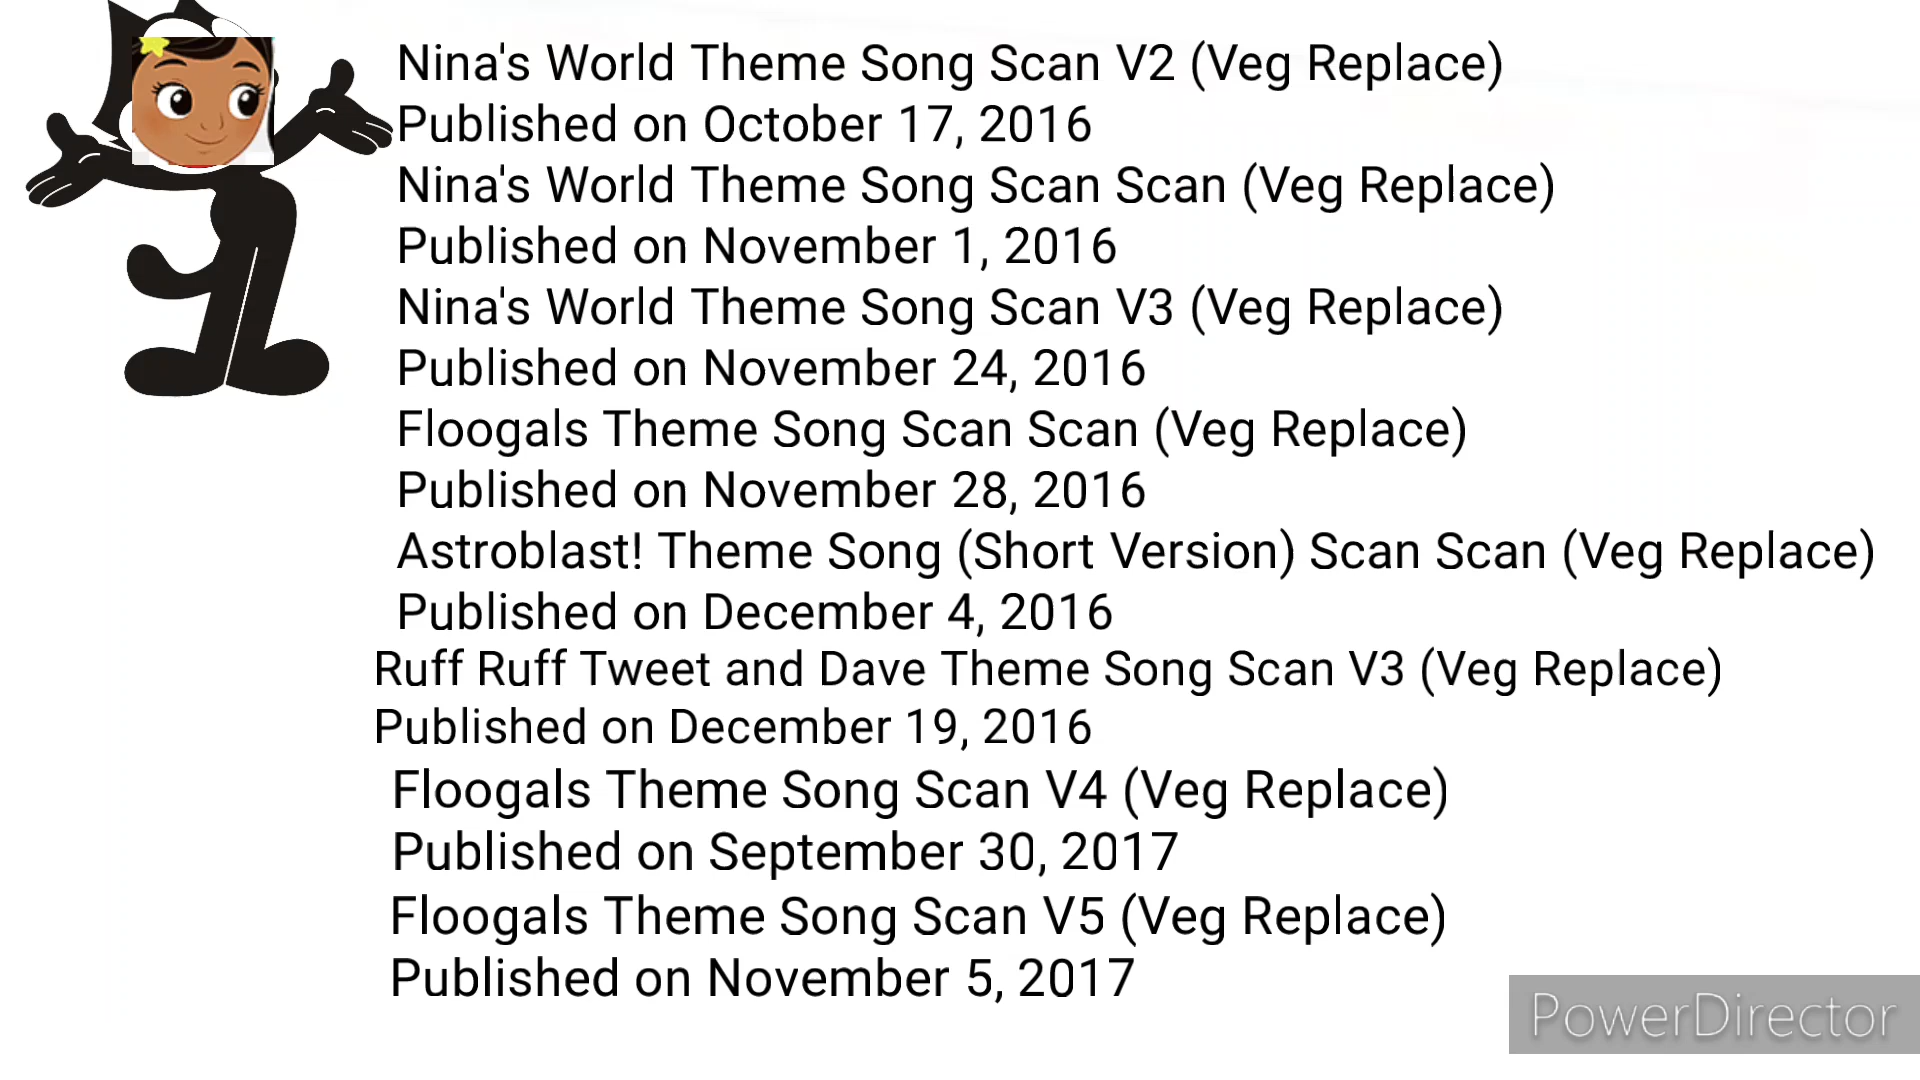 Nina's World Theme Song Scan V2 (Veg Replace)
Published on October 17, 2016
Nina's World Theme Song Scan Scan (Veg Replace)
Published on November 1, 2016
Nina's World Theme Song Scan V3 (Veg Replace)
Published on November 24, 2016
Floogals Theme Song Scan Scan (Veg Replace)
Published on November 28, 2016
Astroblast! Theme Song (Short Version) Scan Scan (Veg Replace)
Published on December 4, 2016
Ruff Ruff Tweet and Dave Theme Song Scan V3 (Veg Replace)
Published on December 19, 2016
Floogals Theme Song Scan V4 (Veg Replace)
Published on September 30, 2017
Floogals Theme Song Scan V5 (Veg Replace)
Published on November 5, 2017
PowerDirector